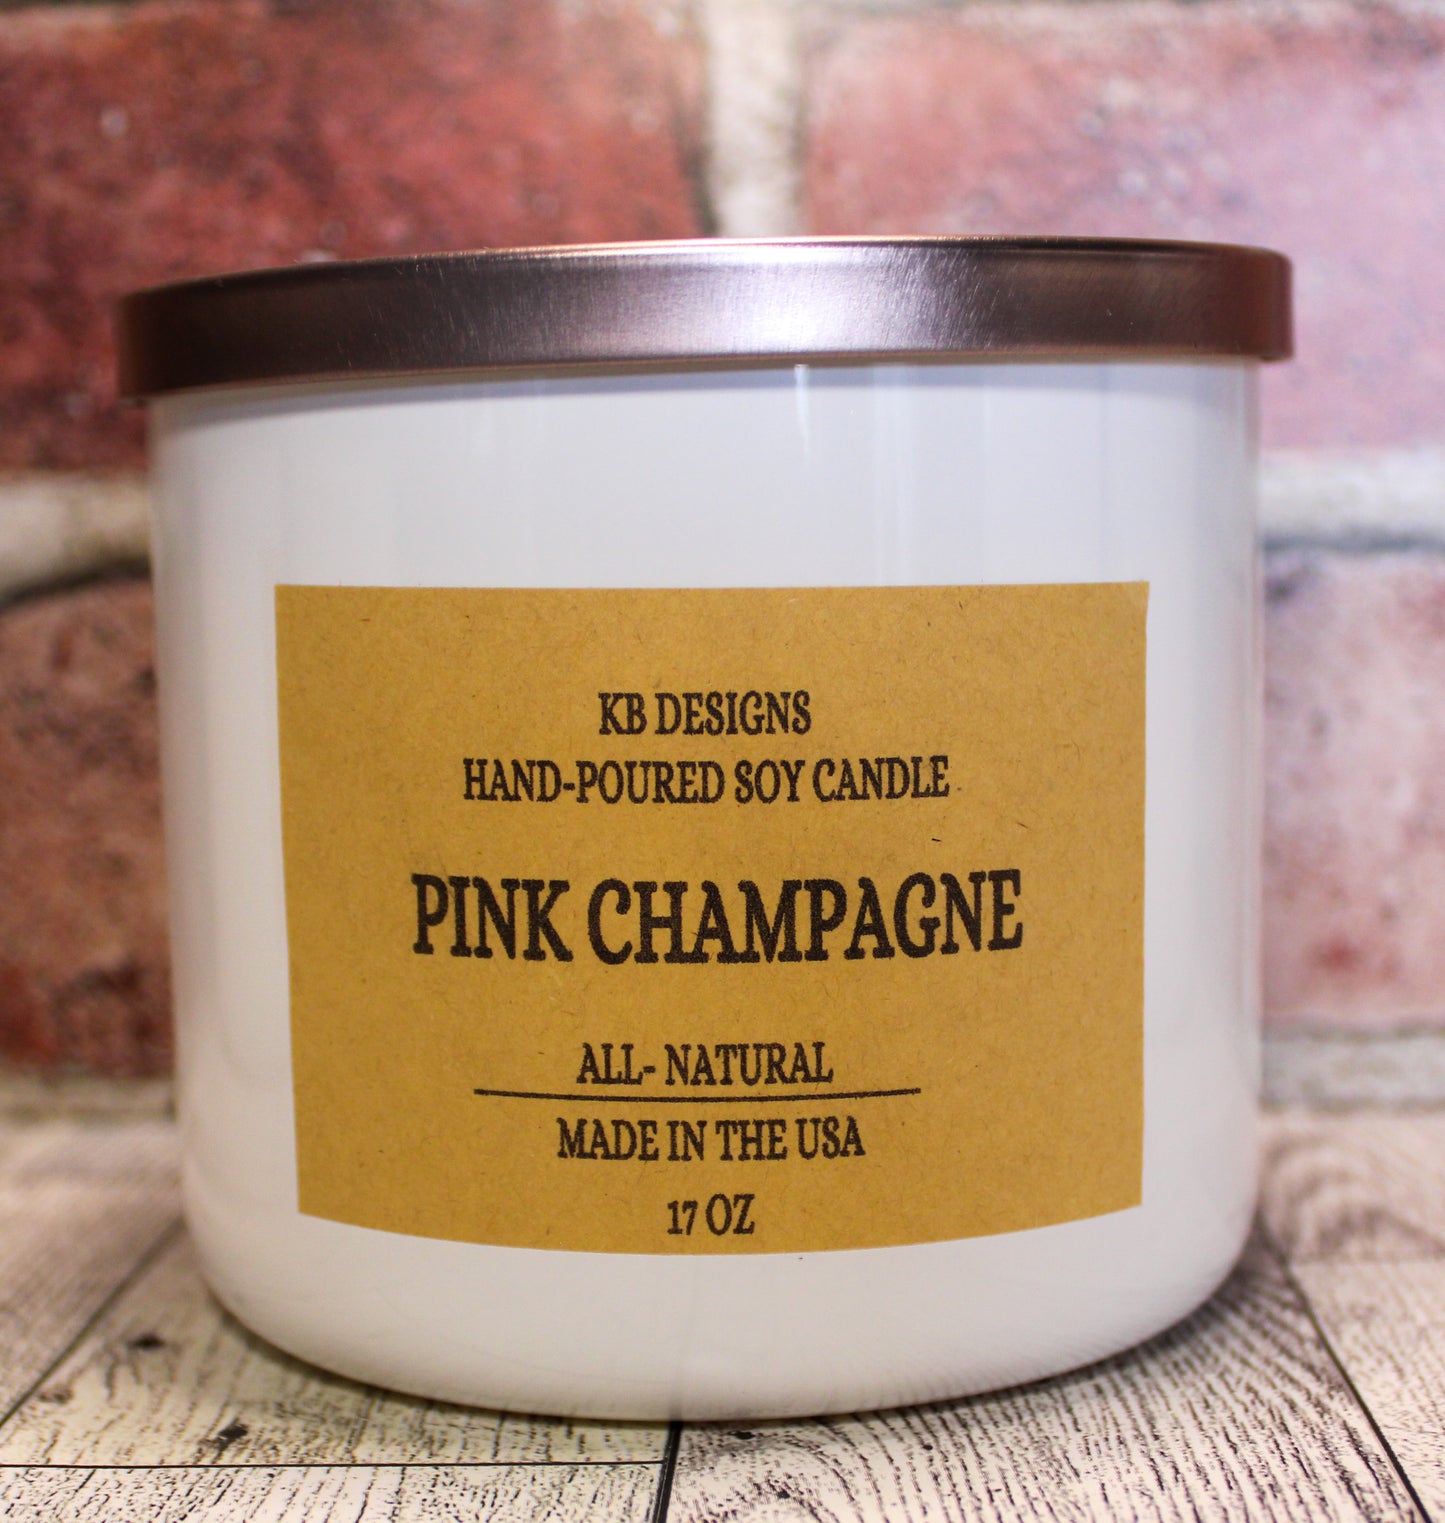 KB DESIGNS
HAND-POURED SOY CANDLE
PINK CHAMPAGNE
ALL- NATURAL
MADE IN THE USA
17 OZ